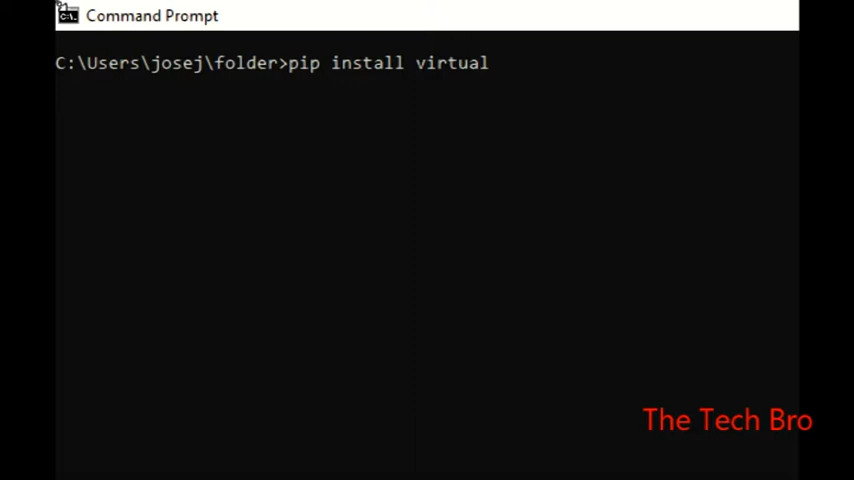 Command Prompt
C:\Users\josej\folder>pip install virtual
The Tech Bro